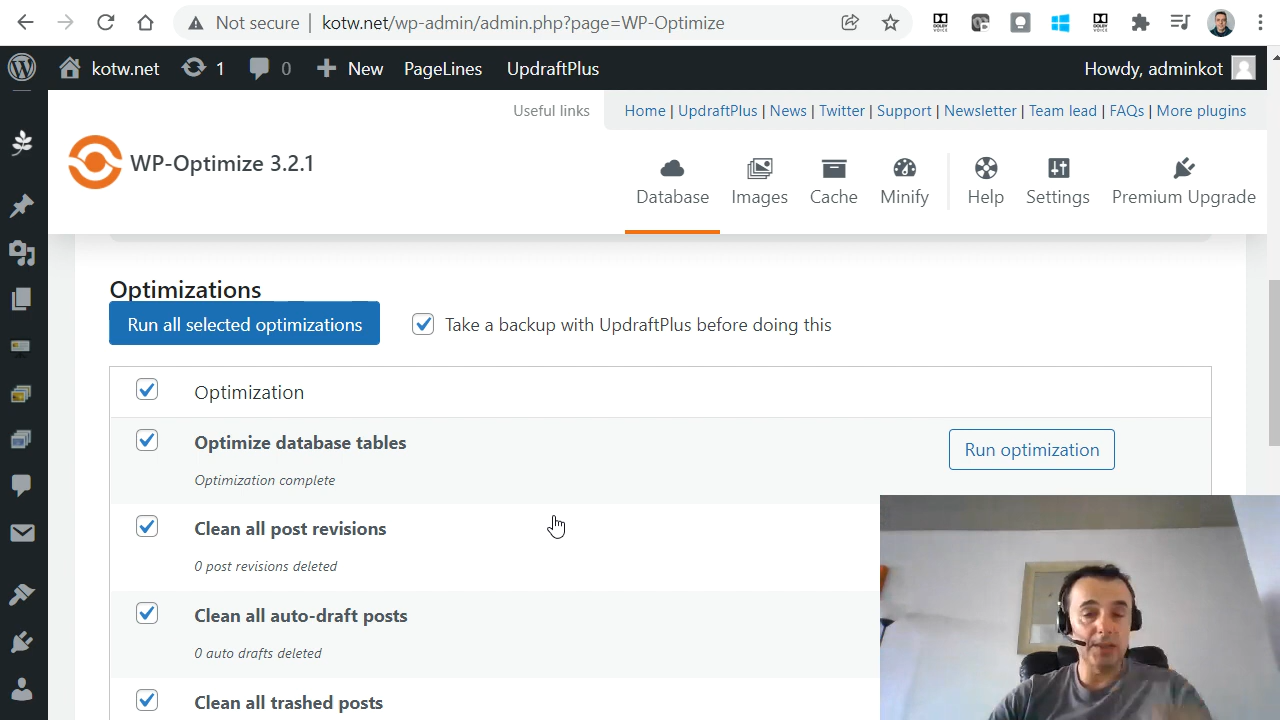 Not secure | kotw.net/wp-admin/admin.php?page=WP-Optimize
kotw.net 1 0 New PageLines UpdraftPlus Howdy, adminkot
Useful links Home | UpdraftPlus | News | Twitter | Support | Newsletter | Team lead | FAQs | More plugins
WP-Optimize 3.2.1
Database Images Cache Minify Help Settings Premium Upgrade
Optimizations
Run all selected optimizations Take a backup with UpdraftPlus before doing this
Optimization
Optimize database tables Run optimization
Optimization complete
Clean all post revisions
0 post revisions deleted
Clean all auto-draft posts
0 auto drafts deleted
Clean all trashed posts